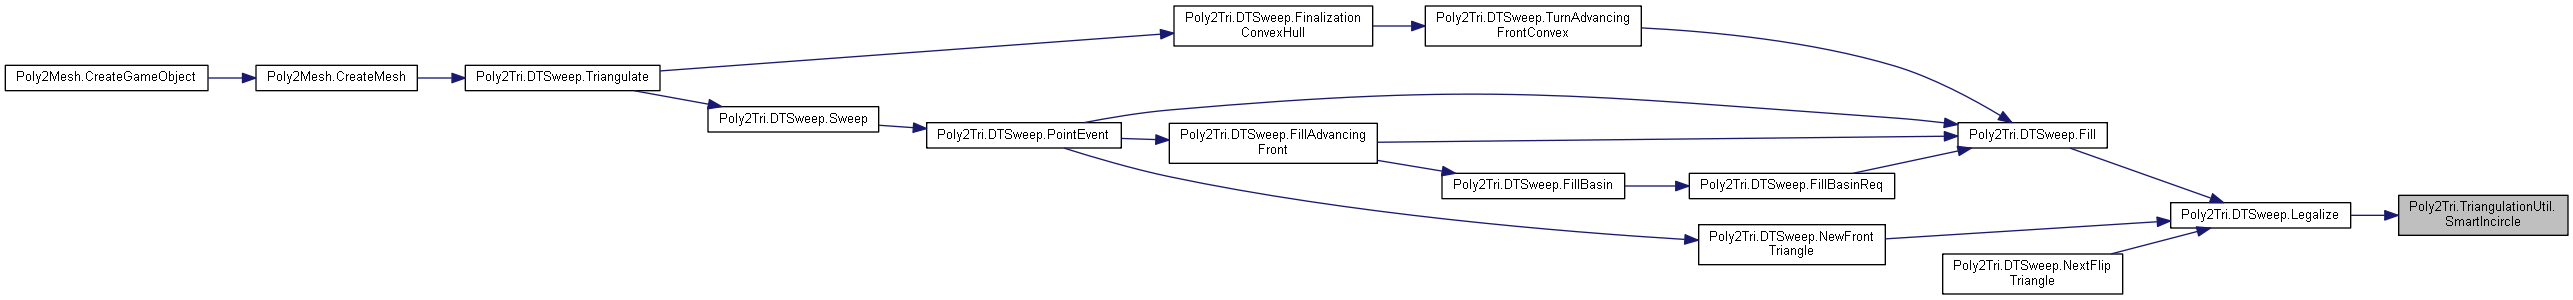 Poly2Tri.DTSweep.Finalization
ConvexHull
Poly2Tri.DTSweep.TurnAdvancing
FrontConvex
Poly2Mesh.CreateGameObject
Poly2Mesh.CreateMesh
Poly2Tri.DTSweep.Triangulate
Poly2Tri.DTSweep.Sweep
Poly2Tri.DTSweep.PointEvent
Poly2Tri.DTSweep.FillAdvancing
Front
Poly2Tri.DTSweep.Fill
Poly2Tri.DTSweep.FillBasin
Poly2Tri.DTSweep.FillBasinReq
Poly2Tri.DTSweep.Legalize
Poly2Tri.TriangulationUtil.
SmartIncircle
Poly2Tri.DTSweep.NewFront
Triangle
Poly2Tri.DTSweep.NextFlip
Triangle